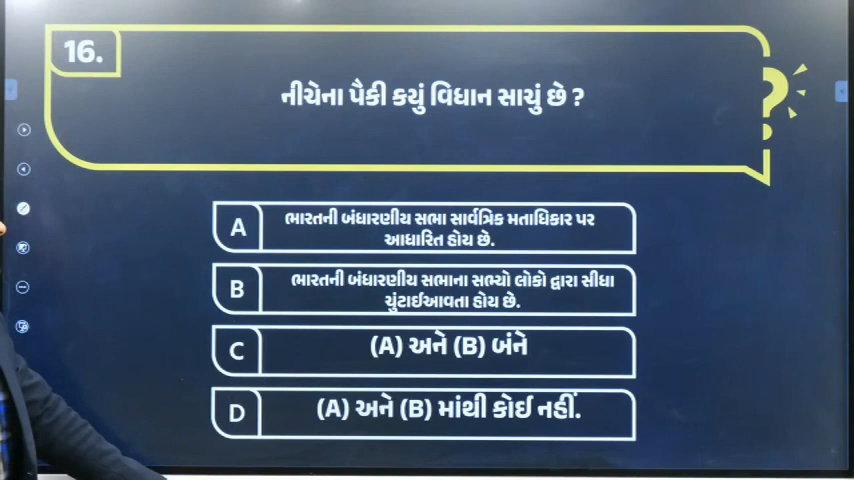 16.
નીચેના પૈકી કયું વિધાન સાચું છે ?
A
ભારતની બંધારણીય સભા સાર્વત્રિક મતાધિકાર પર
આધારિત હોય છે.
B
ભારતની બંધારણીય સભાના સભ્યો લોકો દ્વારા સીધા
ચુંટાઈઆવતા હોય છે.
C
(A) અને (B) બંને
D
(A) અને (B) માંથી કોઈ નહીં.